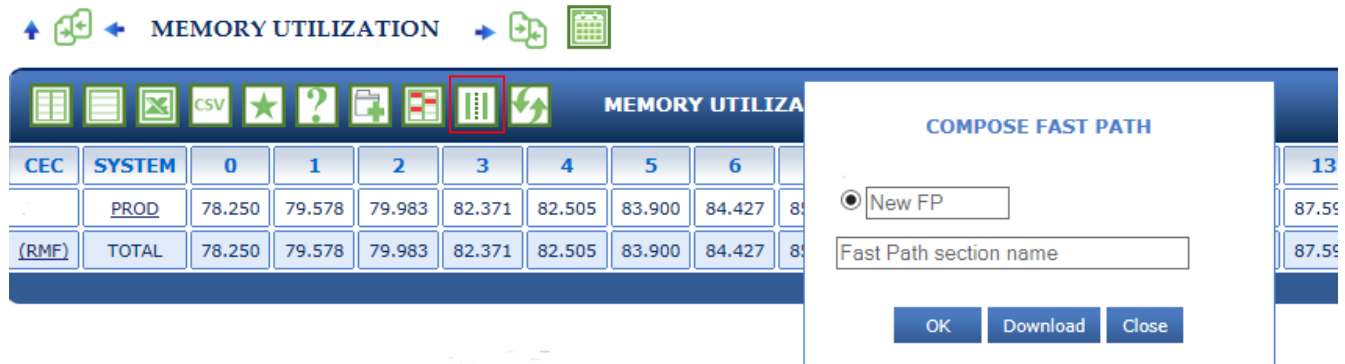 MEMORY UTILIZATION
CSV ? MEMORY UTILIZA
COMPOSE FAST PATH
CEC SYSTEM 0 1 2 3 4 5 6 13
PROD 78.250 79.578 79.983 82.371 82.505 83.900 84.427 87.59
New FP
(RMF) TOTAL 78.250 79.578 79.983 82.371 82.505 83.900 84.427 87.59
Fast Path section name
OK Download Close